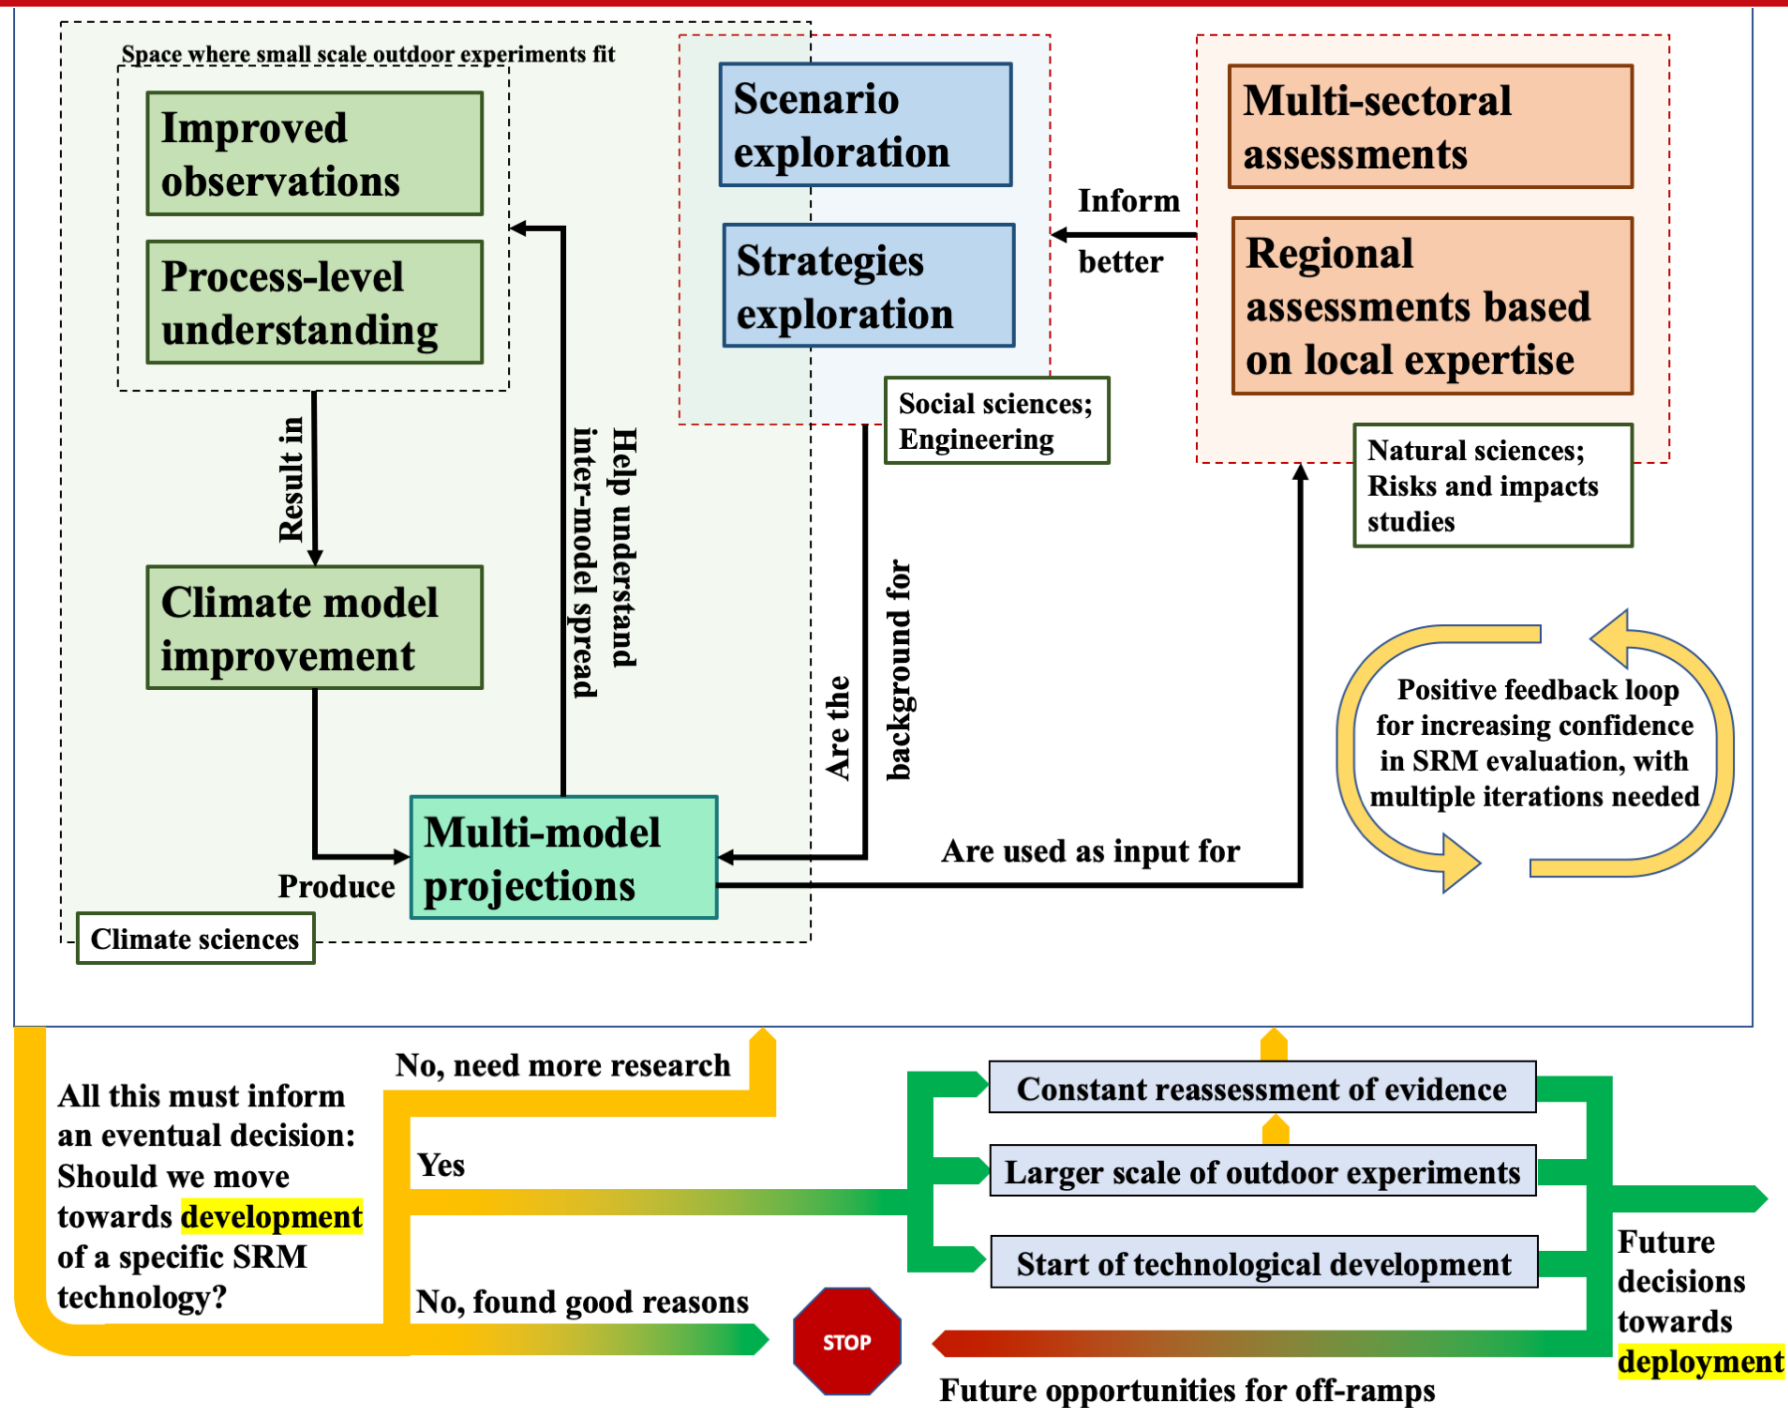 Space where small scale outdoor experiments fit
Improved
observations
Process-level
understanding
Result in
Help understand
inter-model spread
Climate model
improvement
Produce
Multi-model
projections
Climate sciences
Scenario
exploration
Strategies
exploration
Social sciences;
Engineering
Are the
background for
Inform
better
Multi-sectoral
assessments
Regional
assessments based
on local expertise
Natural sciences;
Risks and impacts
studies
Are used as input for
Positive feedback loop
for increasing confidence
in SRM evaluation, with
multiple iterations needed
All this must inform
an eventual decision:
Should we move
towards development
of a specific SRM
technology?
No, need more research
Yes
No, found good reasons
STOP
Constant reassessment of evidence
Larger scale of outdoor experiments
Start of technological development
Future opportunities for off-ramps
Future
decisions
towards
deployment